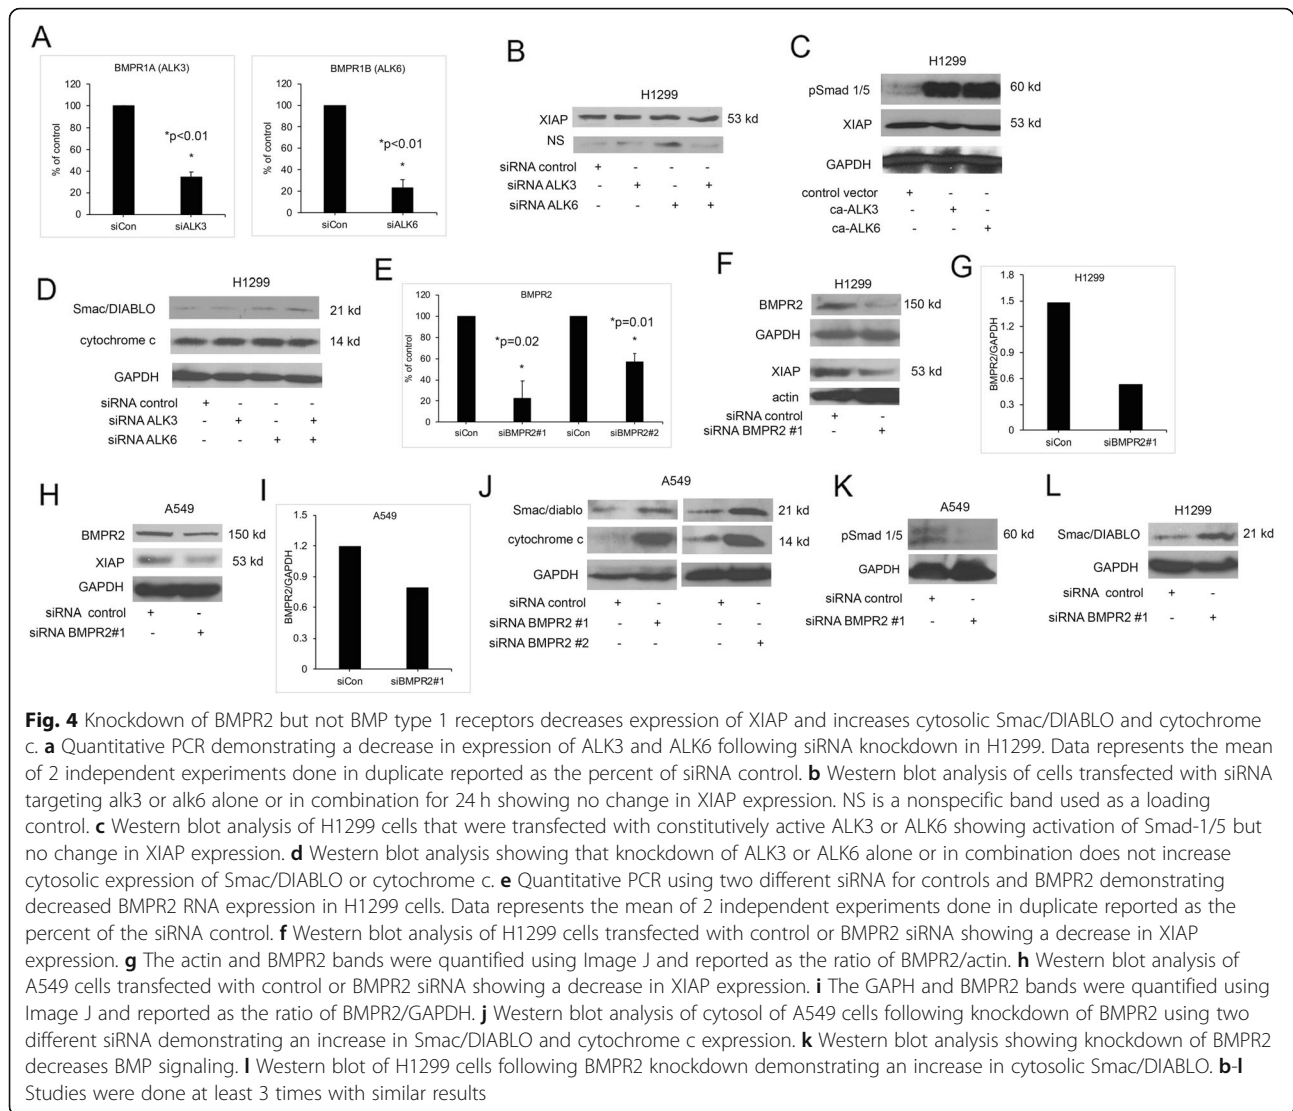 A
BMPR1A (ALK3)
% of control
120
100
80
60
40
20
0
*p<0.01
*
siCon siALK3
BMPR1B (ALK6)
% of control
120
100
80
60
40
20
0
*p<0.01
*
siCon siALK6
B
H1299
XIAP 53 kd
NS
siRNA control + - - -
siRNA ALK3 - + - +
siRNA ALK6 - - + +
C
H1299
pSmad 1/5 60 kd
XIAP 53 kd
GAPDH
control vector + - -
ca-ALK3 - + -
ca-ALK6 - - +
D
H1299
Smac/DIABLO 21 kd
cytochrome c 14 kd
GAPDH
siRNA control + - - -
siRNA ALK3 - + - +
siRNA ALK6 - - + +
E
BMPR2
% of control
120
100
80
60
40
20
0
*p=0.02
*
*p=0.01
*
siCon siBMPR2#1 siCon siBMPR2#2
F
H1299
BMPR2 150 kd
GAPDH
XIAP 53 kd
actin
siRNA control + -
siRNA BMPR2 #1 - +
G
H1299
BMPR2/GAPDH
1.8
1.5
1.2
0.9
0.6
0.3
0
siCon siBMPR2#1
H
A549
BMPR2 150 kd
XIAP 53 kd
GAPDH
siRNA control + -
siRNA BMPR2#1 - +
I
A549
BMPR2/GAPDH
1.5
1.2
0.9
0.6
0.3
0
siCon siBMPR2#1
J
A549
Smac/diablo 21 kd
cytochrome c 14 kd
GAPDH
siRNA control + - + -
siRNA BMPR2 #1 - + - -
siRNA BMPR2 #2 - - - +
K
A549
pSmad 1/5 60 kd
GAPDH
siRNA control + -
siRNA BMPR2 #1 - +
L
H1299
Smac/DIABLO 21 kd
GAPDH
siRNA control + -
siRNA BMPR2 #1 - +
Fig. 4 Knockdown of BMPR2 but not BMP type 1 receptors decreases expression of XIAP and increases cytosolic Smac/DIABLO and cytochrome
c. a Quantitative PCR demonstrating a decrease in expression of ALK3 and ALK6 following siRNA knockdown in H1299. Data represents the mean
of 2 independent experiments done in duplicate reported as the percent of siRNA control. b Western blot analysis of cells transfected with siRNA
targeting alk3 or alk6 alone or in combination for 24 h showing no change in XIAP expression. NS is a nonspecific band used as a loading
control. c Western blot analysis of H1299 cells that were transfected with constitutively active ALK3 or ALK6 showing activation of Smad-1/5 but
no change in XIAP expression. d Western blot analysis showing that knockdown of ALK3 or ALK6 alone or in combination does not increase
cytosolic expression of Smac/DIABLO or cytochrome c. e Quantitative PCR using two different siRNA for controls and BMPR2 demonstrating
decreased BMPR2 RNA expression in H1299 cells. Data represents the mean of 2 independent experiments done in duplicate reported as the
percent of the siRNA control. f Western blot analysis of H1299 cells transfected with control or BMPR2 siRNA showing a decrease in XIAP
expression. g The actin and BMPR2 bands were quantified using Image J and reported as the ratio of BMPR2/actin. h Western blot analysis of
A549 cells transfected with control or BMPR2 siRNA showing a decrease in XIAP expression. i The GAPH and BMPR2 bands were quantified using
Image J and reported as the ratio of BMPR2/GAPDH. j Western blot analysis of cytosol of A549 cells following knockdown of BMPR2 using two
different siRNA demonstrating an increase in Smac/DIABLO and cytochrome c expression. k Western blot analysis showing knockdown of BMPR2
decreases BMP signaling. l Western blot of H1299 cells following BMPR2 knockdown demonstrating an increase in cytosolic Smac/DIABLO. b-l
Studies were done at least 3 times with similar results